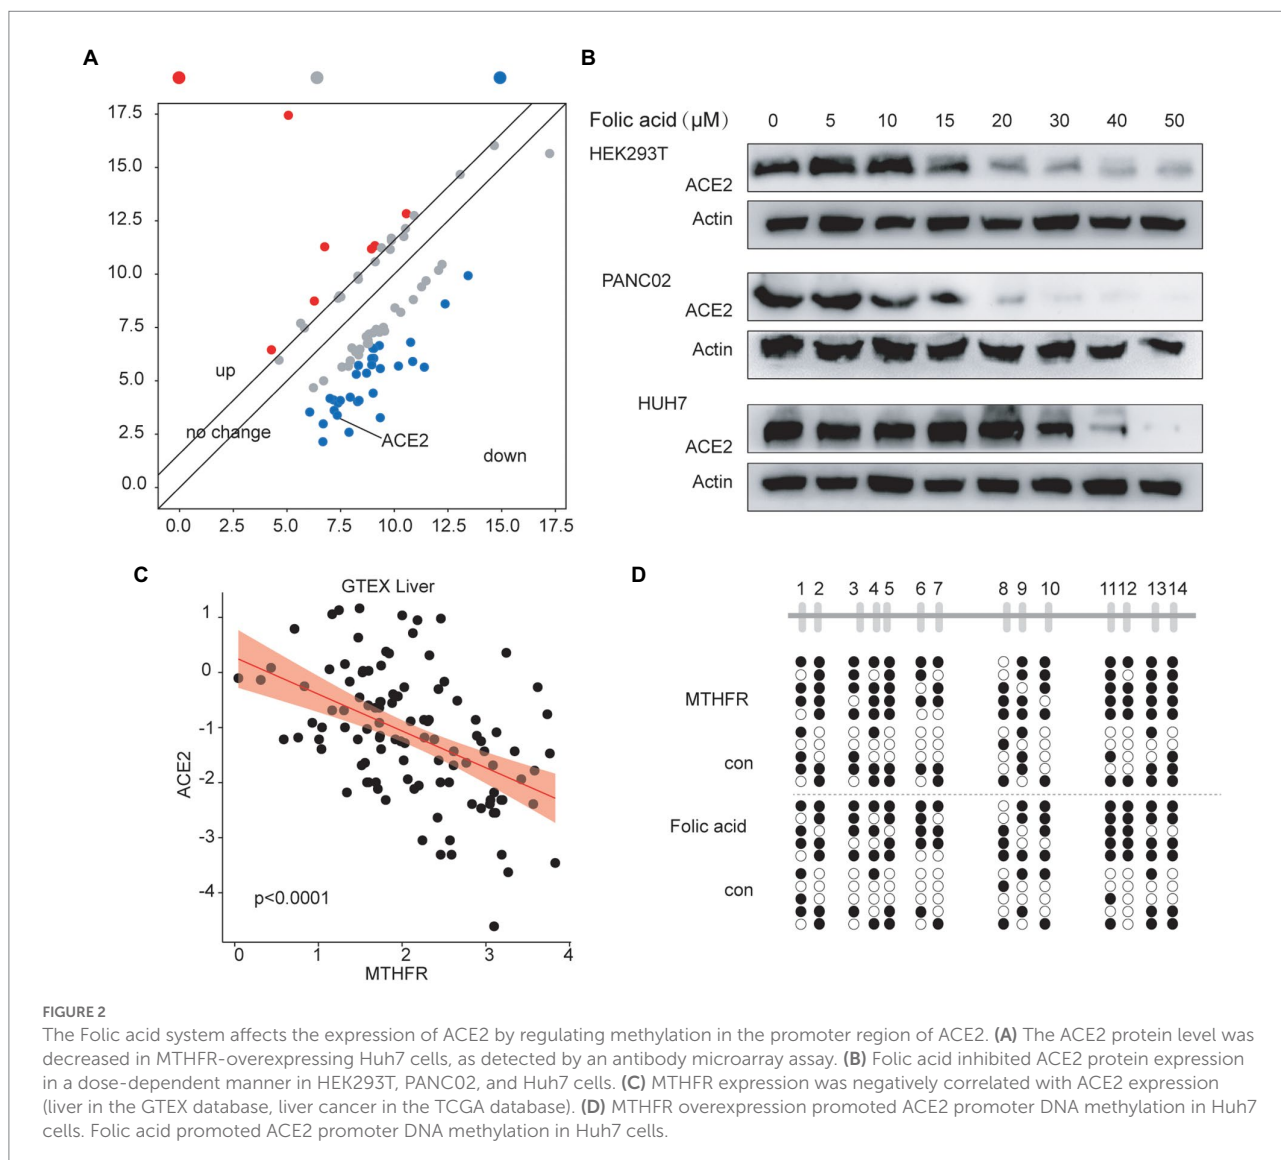 A
17.5
15.0
12.5
10.0
7.5
5.0
2.5
0.0
up
no change
ACE2
down
0.0 2.5 5.0 7.5 10.0 12.5 15.0 17.5
B
Folic acid (μM) 0 5 10 15 20 30 40 50
HEK293T
ACE2
Actin
PANC02
ACE2
Actin
HUH7
ACE2
Actin
C
GTEX Liver
1
0
-1
-2
-3
-4
ACE2
p<0.0001
0 1 2 3 4
MTHFR
D
1 2 3 4 5 6 7 8 9 10 11 12 13 14
MTHFR
con
Folic acid
con
FIGURE 2
The Folic acid system affects the expression of ACE2 by regulating methylation in the promoter region of ACE2. (A) The ACE2 protein level was
decreased in MTHFR-overexpressing Huh7 cells, as detected by an antibody microarray assay. (B) Folic acid inhibited ACE2 protein expression
in a dose-dependent manner in HEK293T, PANC02, and Huh7 cells. (C) MTHFR expression was negatively correlated with ACE2 expression
(liver in the GTEX database, liver cancer in the TCGA database). (D) MTHFR overexpression promoted ACE2 promoter DNA methylation in Huh7
cells. Folic acid promoted ACE2 promoter DNA methylation in Huh7 cells.